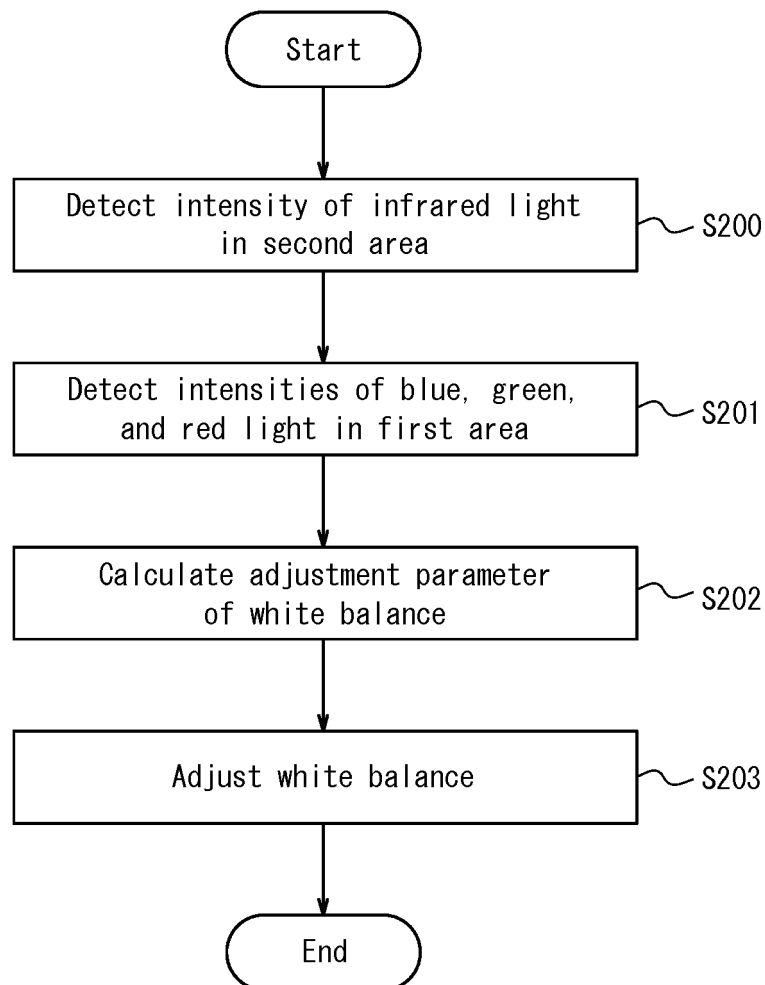 Start
Detect intensity of infrared light
in second area
S200
Detect intensities of blue, green,
and red light in first area
S201
Calculate adjustment parameter
of white balance
S202
Adjust white balance
S203
End